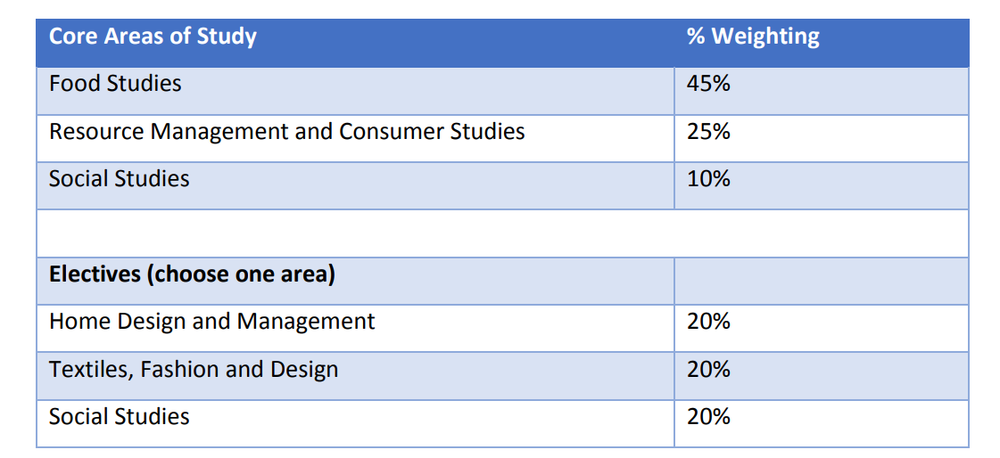 Core Areas of Study % Weighting
Food Studies 45%
Resource Management and Consumer Studies 25%
Social Studies 10%
Electives (choose one area)
Home Design and Management 20%
Textiles, Fashion and Design 20%
Social Studies 20%